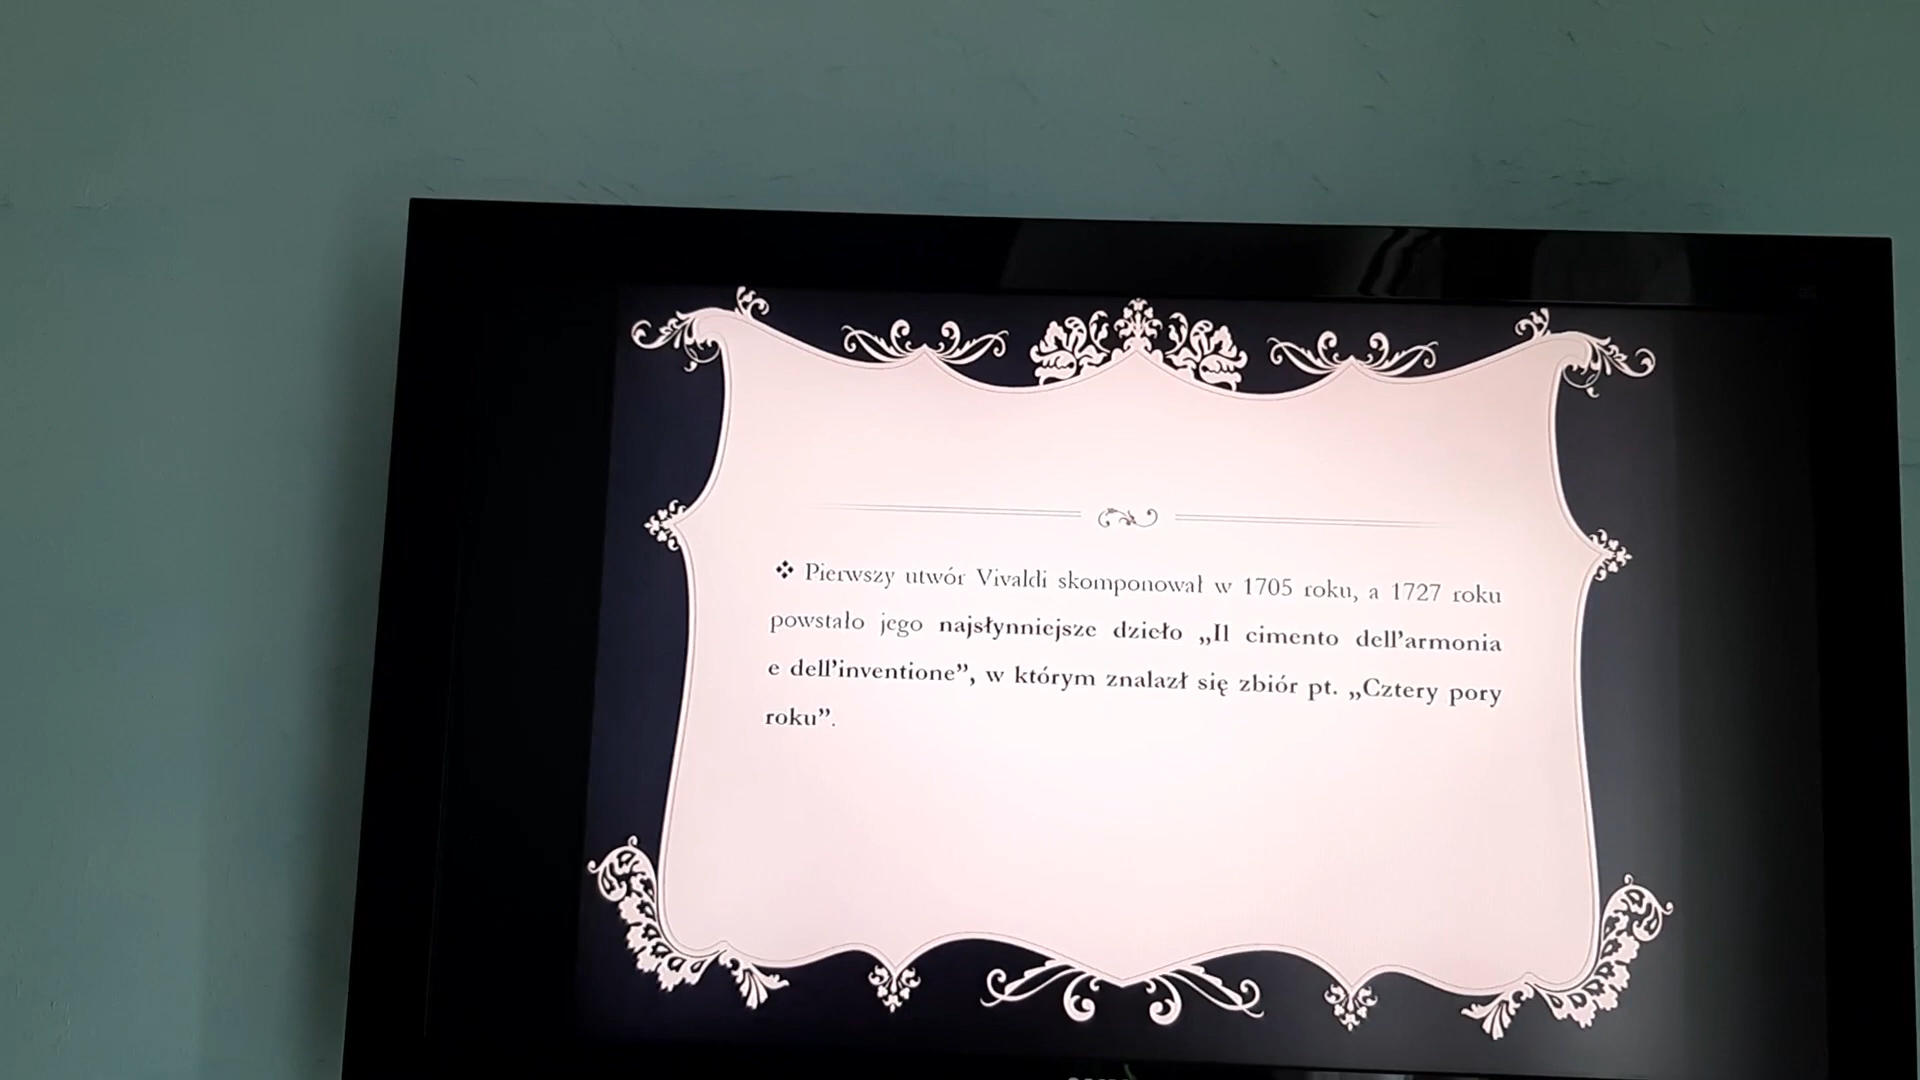 ❖ Pierwszy utwór Vivaldi skomponował w 1705 roku, a 1727 roku
powstało jego najsłynniejsze dzieło „Il cimento dell’armonia
e dell’inventione”, w którym znalazł się zbiór pt. „Cztery pory
roku”.